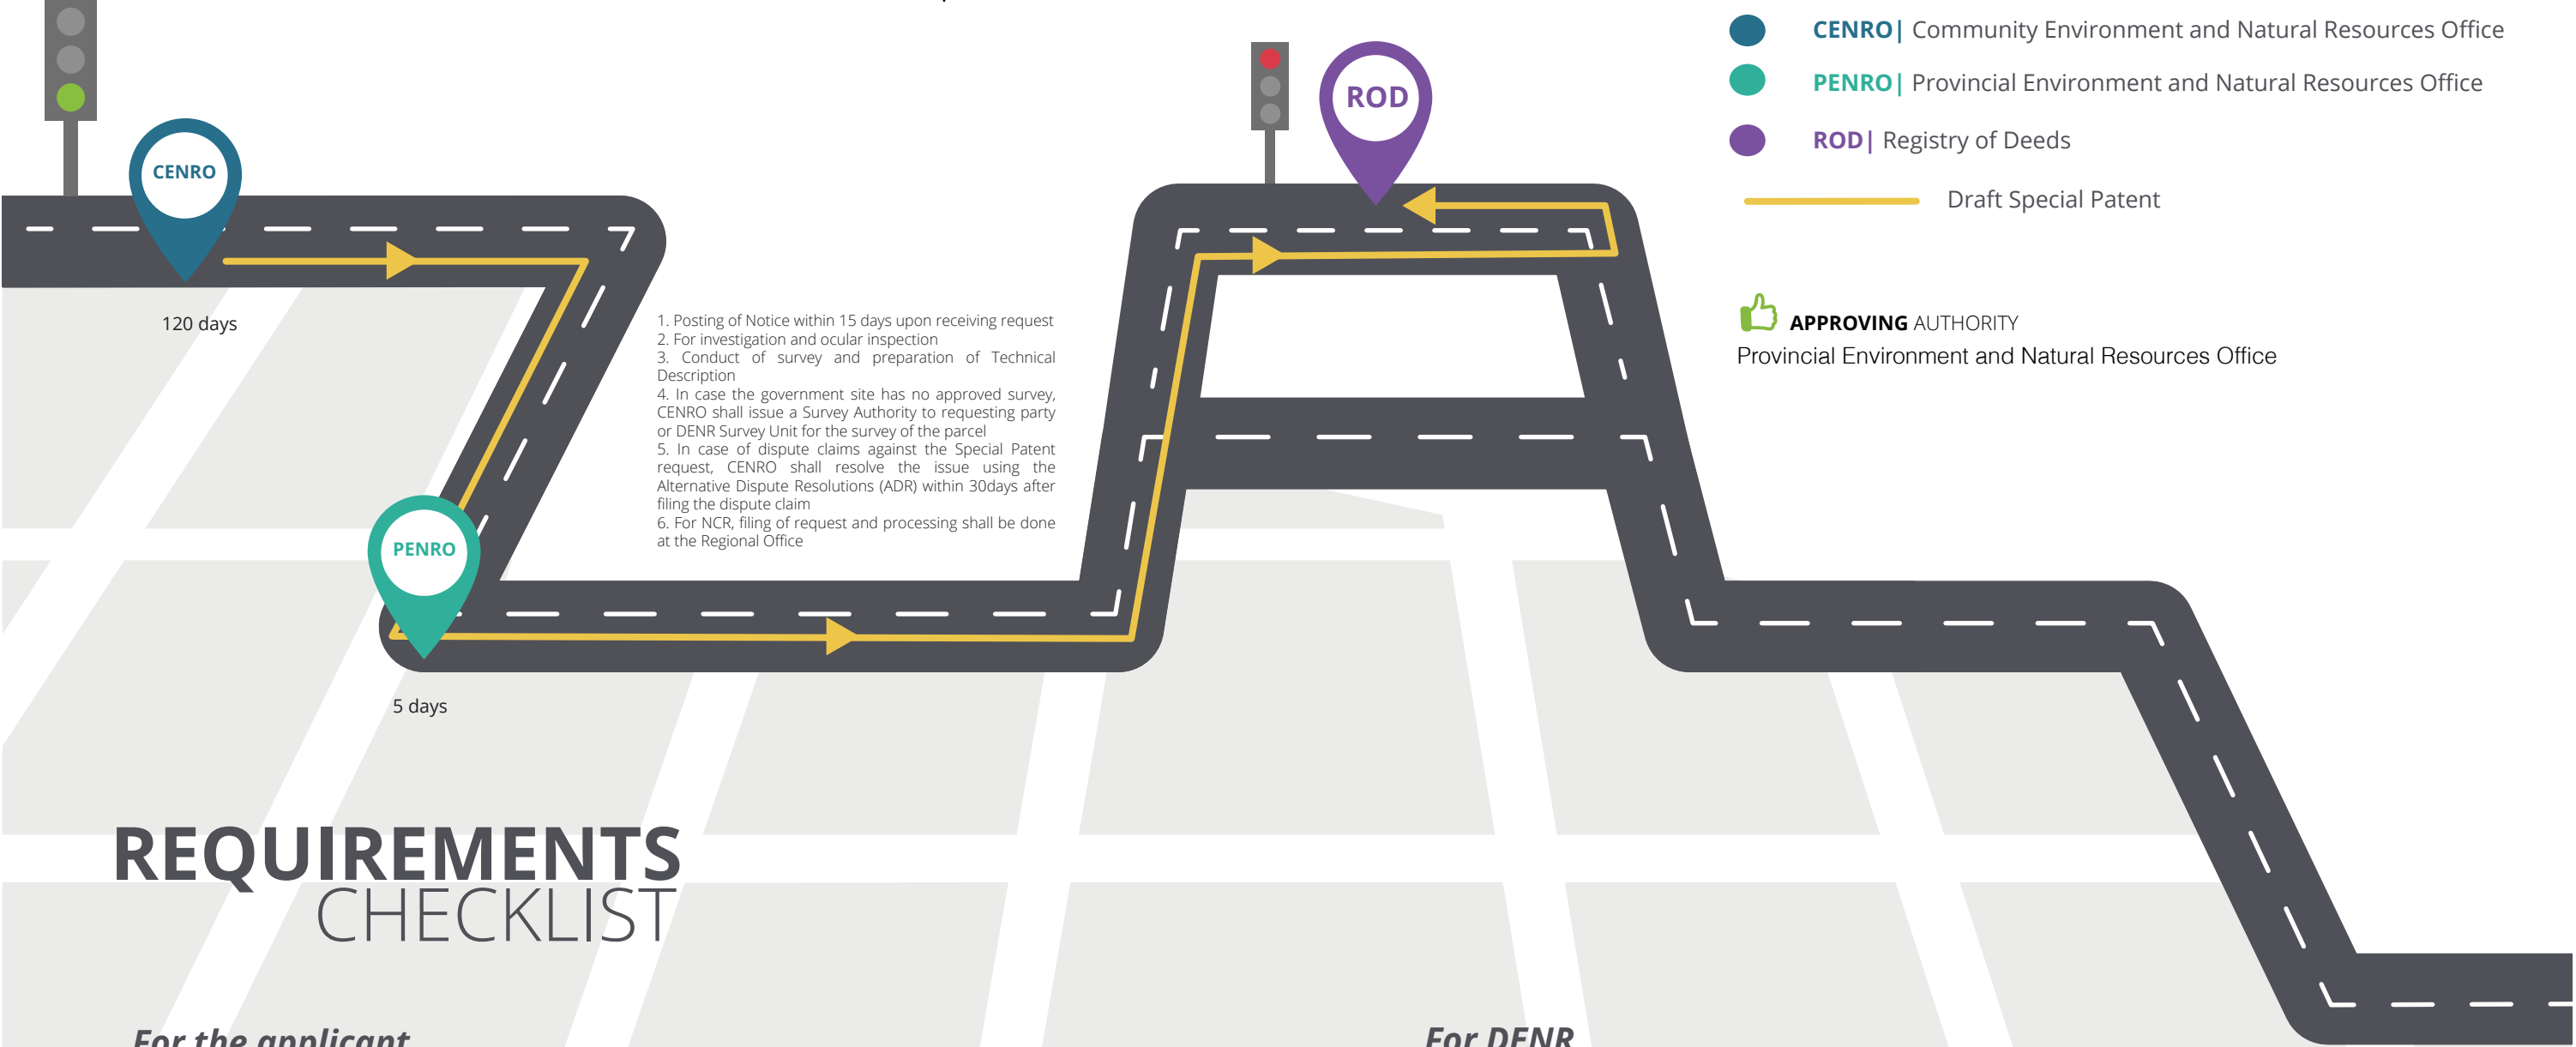 CENRO
ROD
CENRO| Community Environment and Natural Resources Office
PENRO| Provincial Environment and Natural Resources Office
ROD| Registry of Deeds
Draft Special Patent
120 days
1. Posting of Notice within 15 days upon receiving request
2. For investigation and ocular inspection
3. Conduct of survey and preparation of Technical
Description
4. In case the government site has no approved survey,
CENRO shall issue a Survey Authority to requesting party
or DENR Survey Unit for the survey of the parcel
5. In case of dispute claims against the Special Patent
request, CENRO shall resolve the issue using the
Alternative Dispute Resolutions (ADR) within 30days after
filing the dispute claim
6. For NCR, filing of request and processing shall be done
at the Regional Office
APPROVING AUTHORITY
Provincial Environment and Natural Resources Office
PENRO
5 days
REQUIREMENTS
CHECKLIST
For the applicant
For DENR